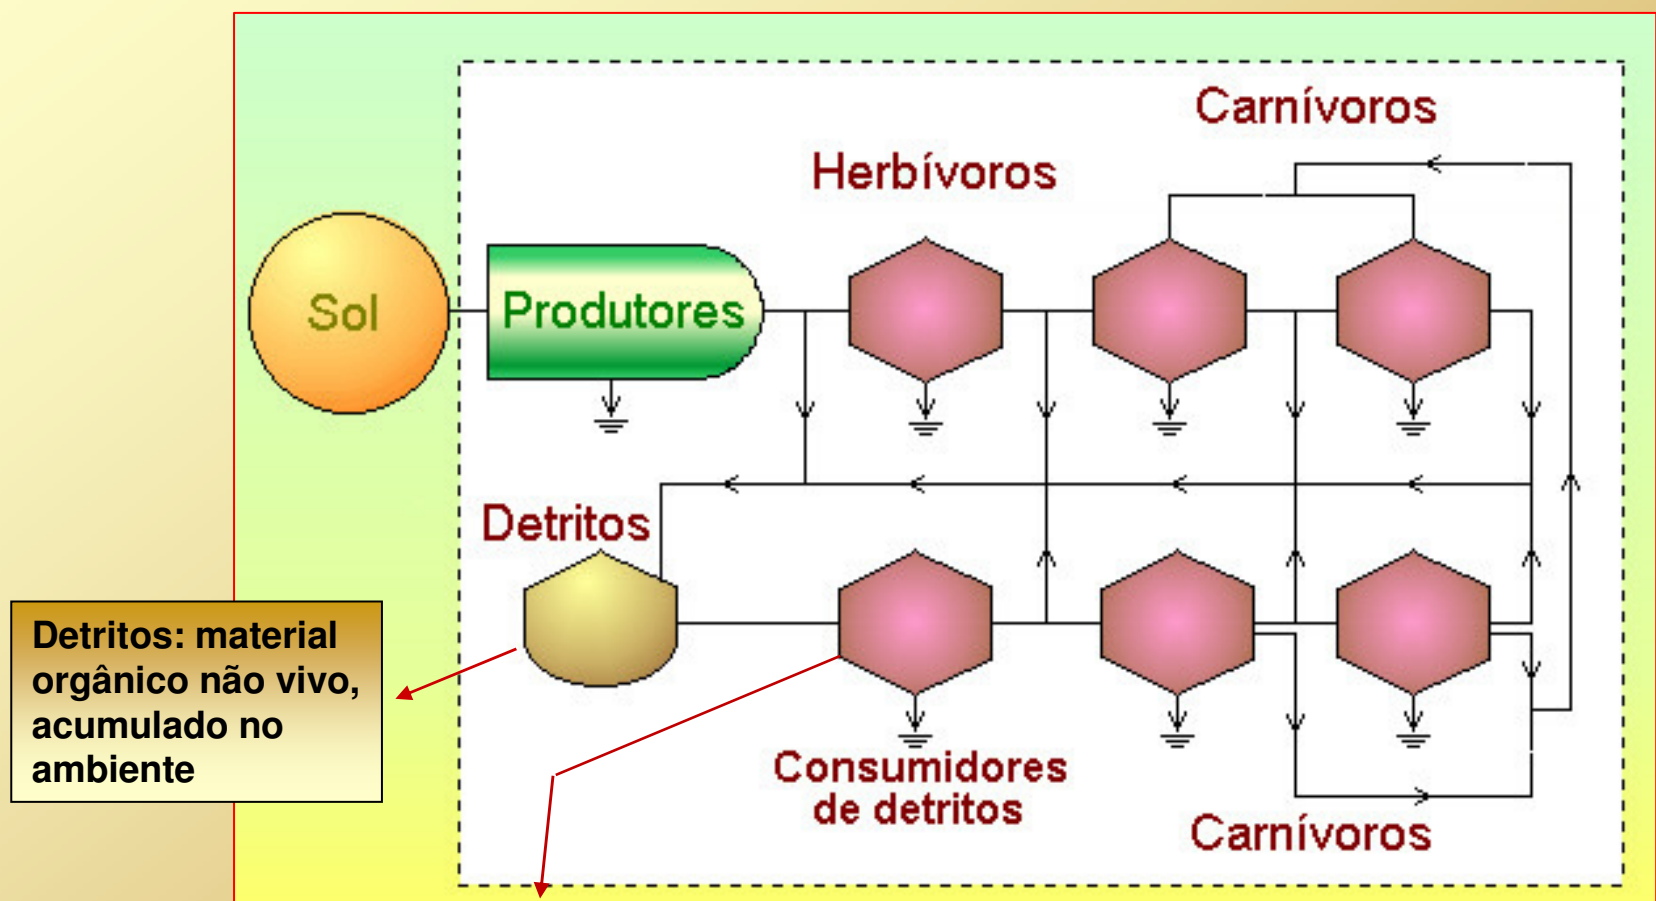 Carnívoros
Herbívoros
Sol
Produtores
Detritos
Detritos: material
orgânico não vivo,
acumulado no
ambiente
Consumidores
de detritos
Carnívoros